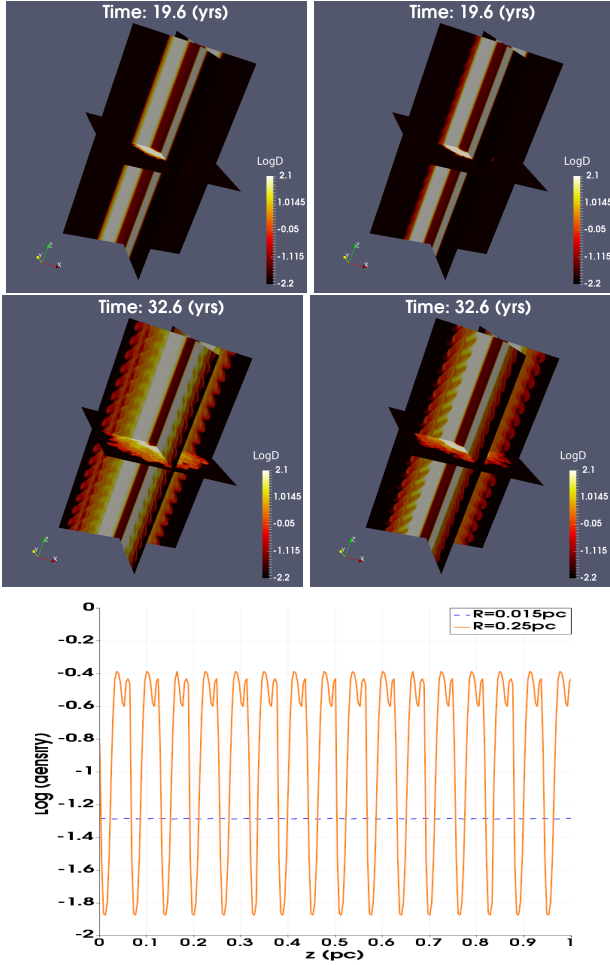 Time: 19.6 (yrs)
LogD
2.1
1.0145
-0.05
-1.115
-2.2
Z
Y
X
Time: 19.6 (yrs)
LogD
2.1
1.0145
-0.05
-1.115
-2.2
Z
Y
X
Time: 32.6 (yrs)
LogD
2.1
1.0145
-0.05
-1.115
-2.2
Z
Y
X
Time: 32.6 (yrs)
LogD
2.1
1.0145
-0.05
-1.115
-2.2
Z
Y
X
R=0.015pc
R=0.25pc
Log (density)
0
-0.2
-0.4
-0.6
-0.8
-1
-1.2
-1.4
-1.6
-1.8
-2
0 0.1 0.2 0.3 0.4 0.5 0.6 0.7 0.8 0.9 1
z (pc)